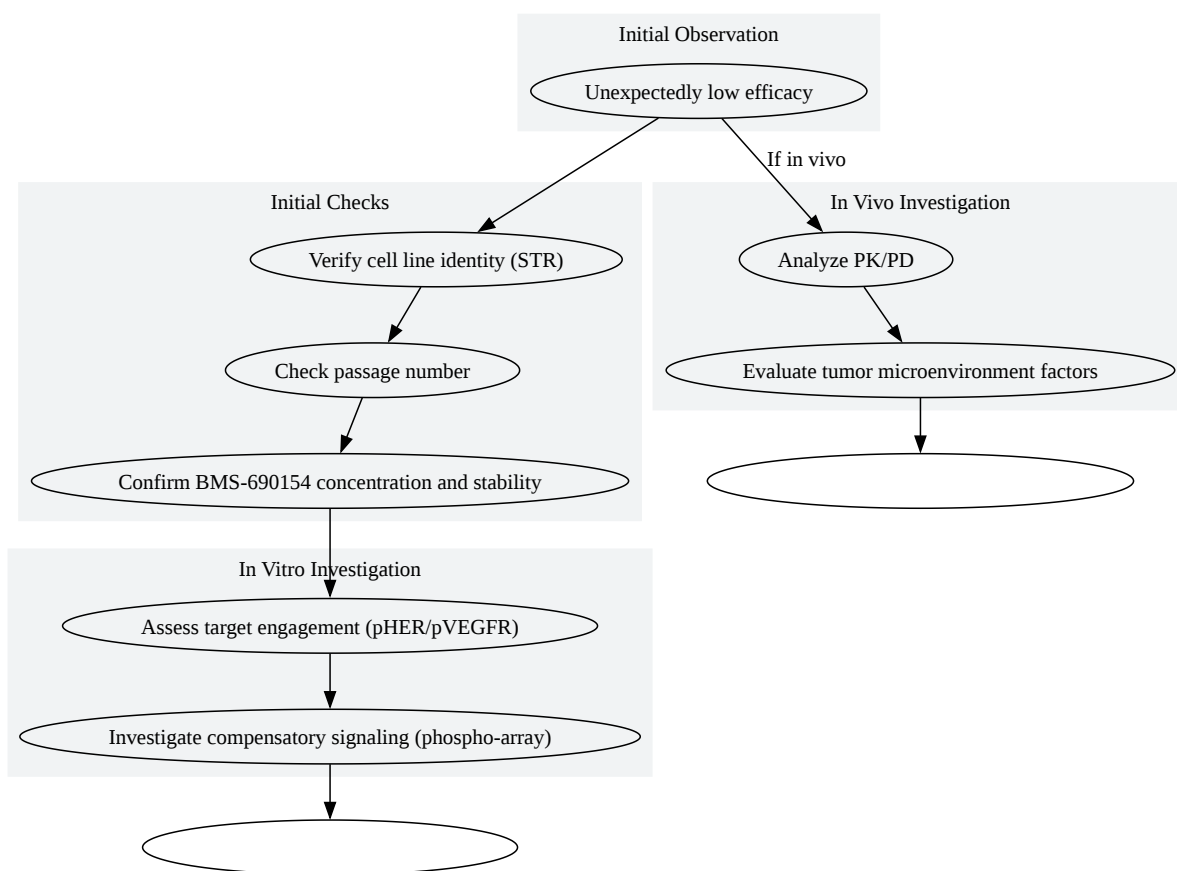 Initial Observation
Unexpectedly low efficacy
If in vivo
Initial Checks
Verify cell line identity (STR)
Check passage number
Confirm BMS-690154 concentration and stability
In Vivo Investigation
Analyze PK/PD
Evaluate tumor microenvironment factors
In Vitro Investigation
Assess target engagement (pHER/pVEGFR)
Investigate compensatory signaling (phospho-array)